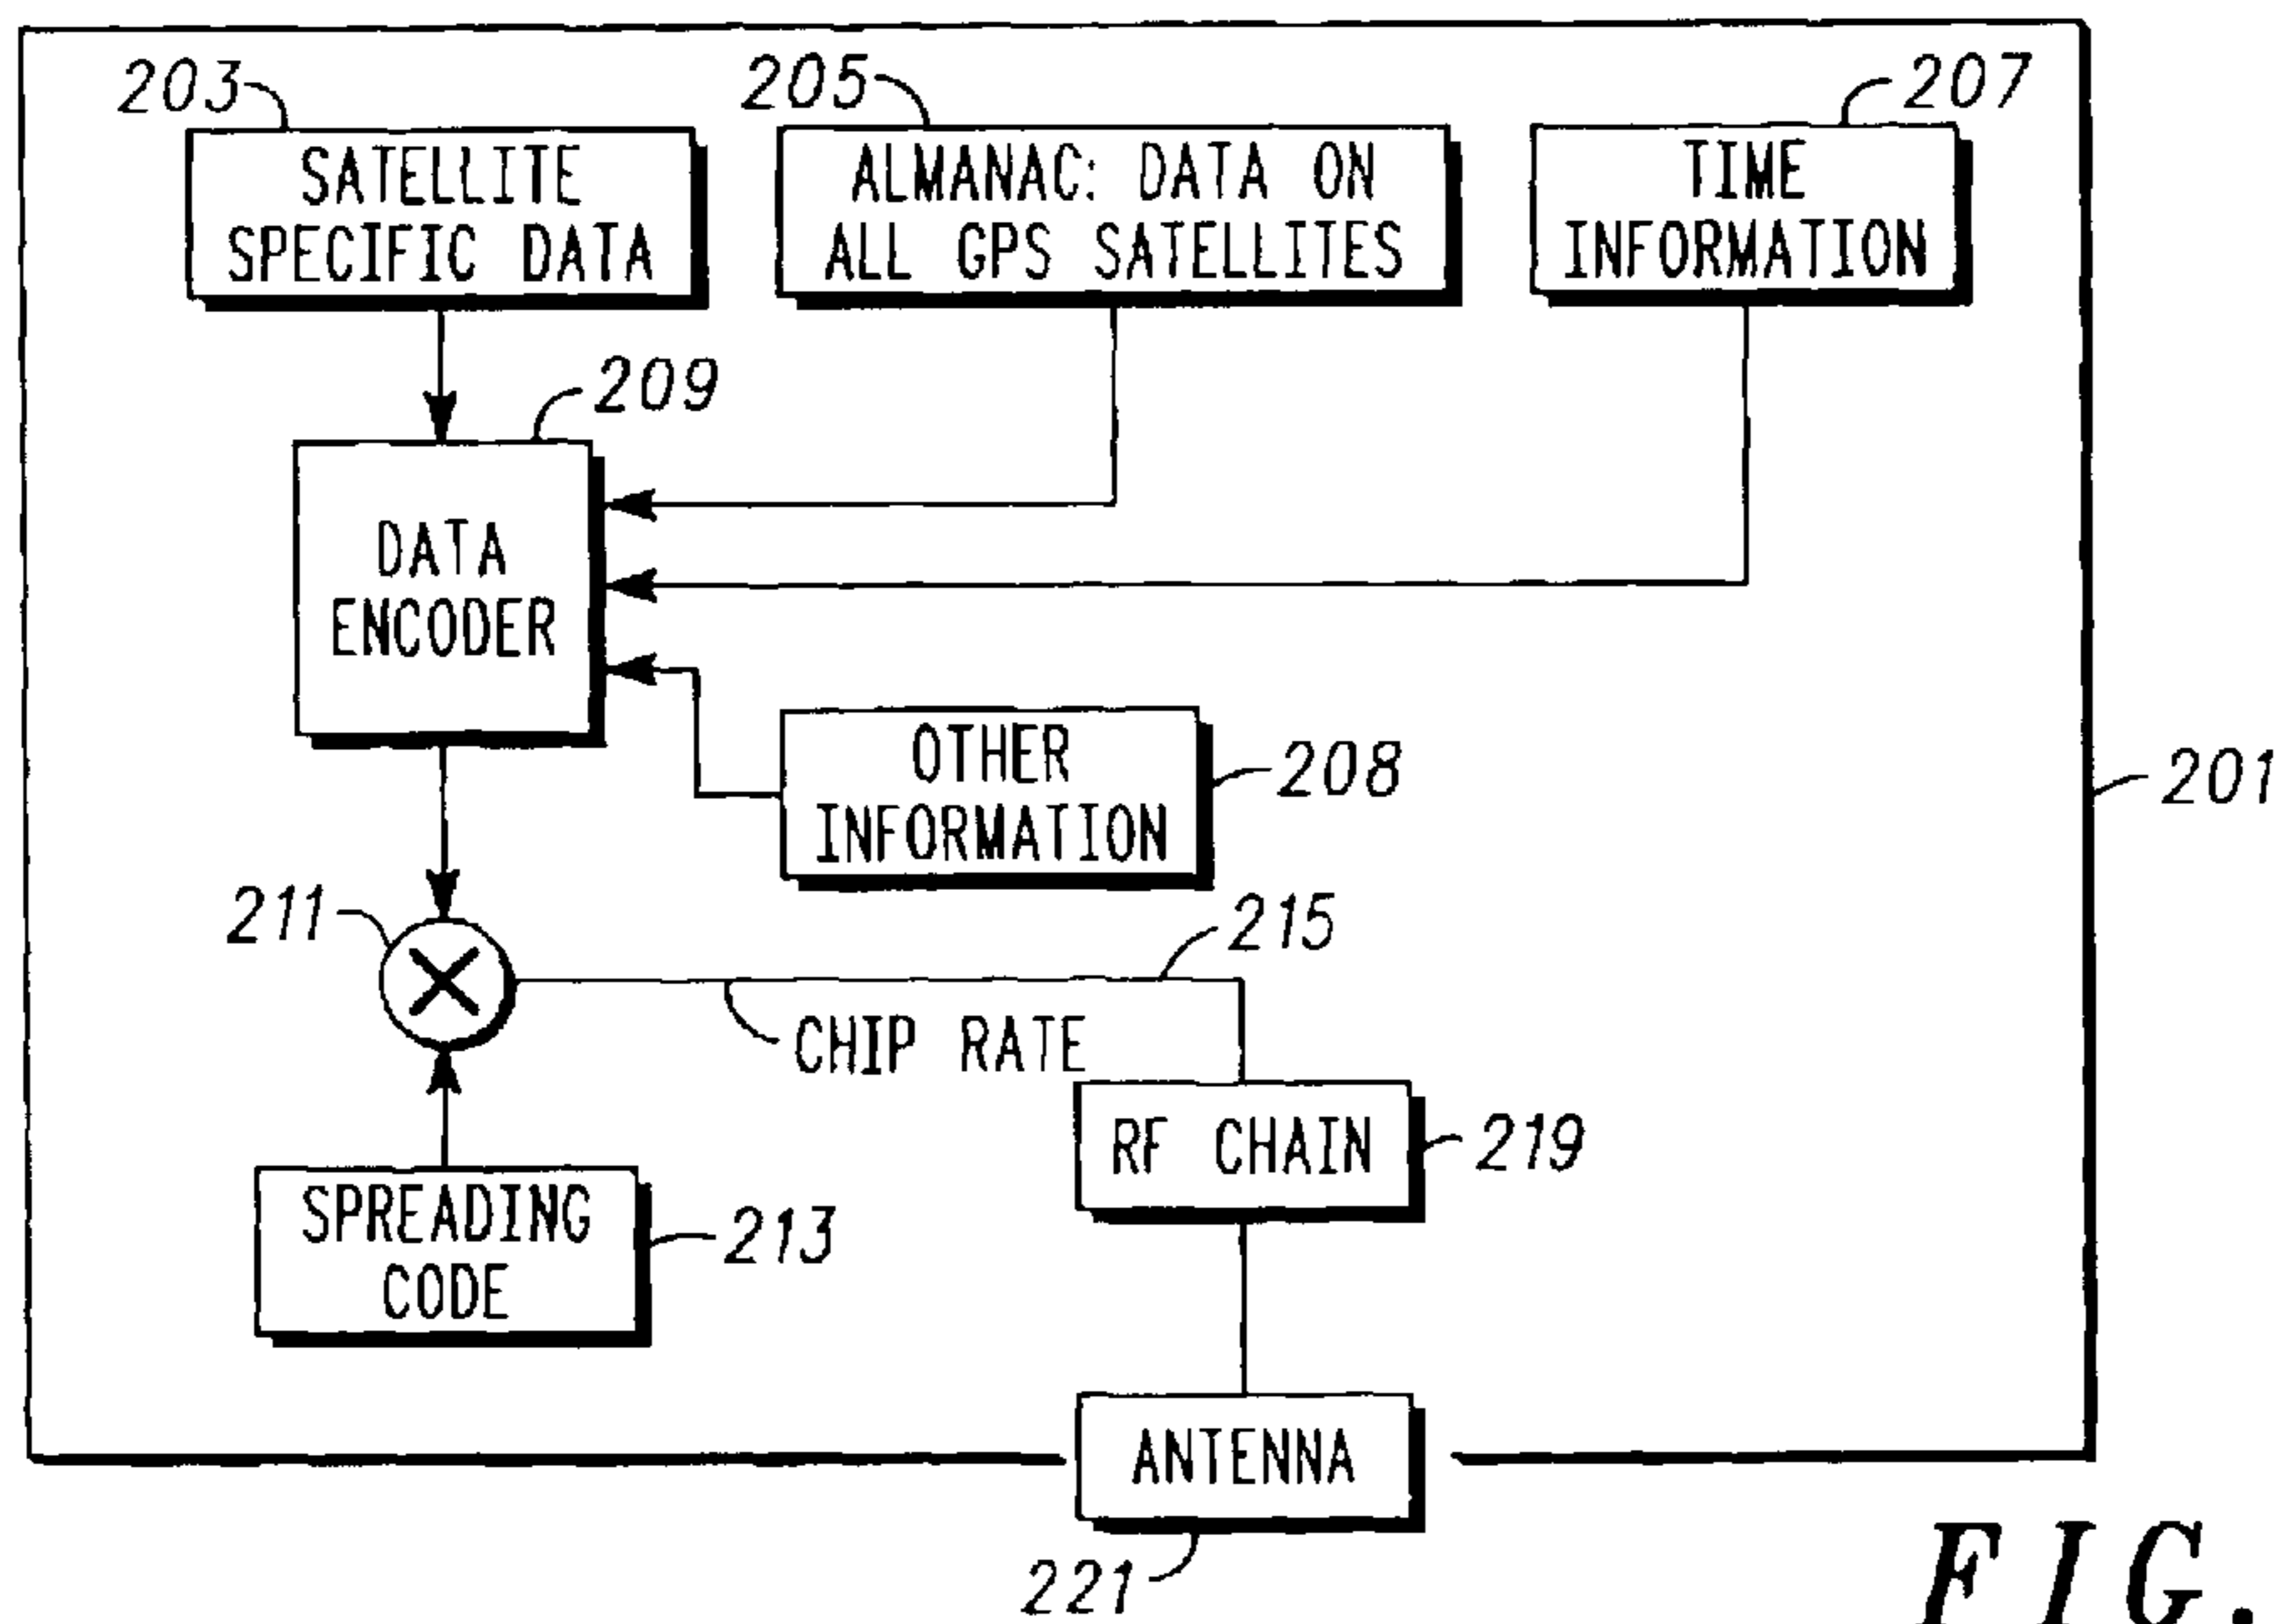 203
205
207
SATELLITE
SPECIFIC DATA
ALMANAC: DATA ON
ALL GPS SATELLITES
TIME
INFORMATION
209
DATA
ENCODER
OTHER
INFORMATION
208
201
211
215
CHIP RATE
RF CHAIN
219
SPREADING
CODE
213
ANTENNA
221
FIG.